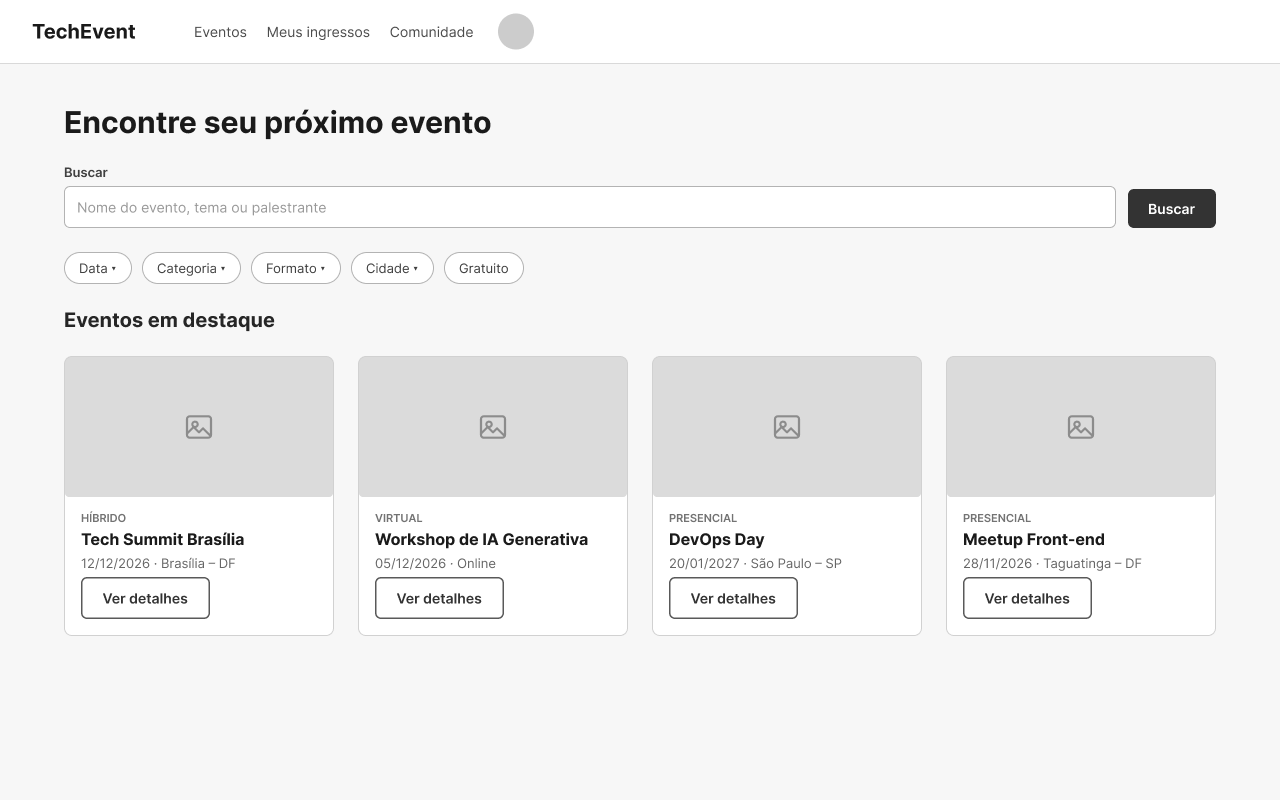 TechEvent
Eventos Meus ingressos Comunidade
Encontre seu próximo evento
Buscar
Nome do evento, tema ou palestrante
Buscar
Data ▾ Categoria ▾ Formato ▾ Cidade ▾ Gratuito
Eventos em destaque
HÍBRIDO
Tech Summit Brasília
12/12/2026 · Brasília – DF
Ver detalhes
VIRTUAL
Workshop de IA Generativa
05/12/2026 · Online
Ver detalhes
PRESENCIAL
DevOps Day
20/01/2027 · São Paulo – SP
Ver detalhes
PRESENCIAL
Meetup Front-end
28/11/2026 · Taguatinga – DF
Ver detalhes